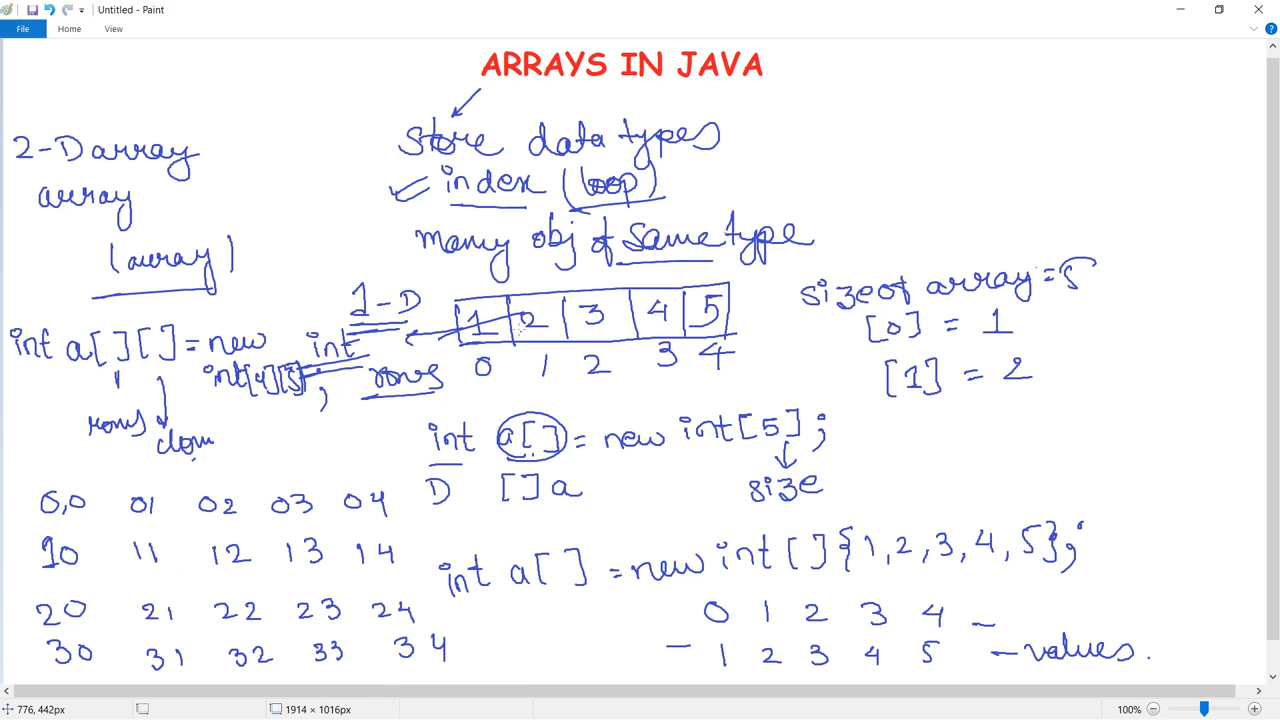 Untitled - Paint
File Home View
ARRAYS IN JAVA
Store data types
index (loop)
many obj of same type
2-D array
array
(array)
1-D
1 2 3 4 5
0 1 2 3 4
rows
size of array = 5
[0] = 1
[1] = 2
int a[][] = new int
int[4][5];
rows
int a[] = new int[5];
D []a size
0,0 01 02 03 04
10 11 12 13 14
20 21 22 23 24
30 31 32 33 34
int a[] = new int[]{1,2,3,4,5};
0 1 2 3 4 -
- 1 2 3 4 5 - values.
776, 442px
1914 × 1016px
100%